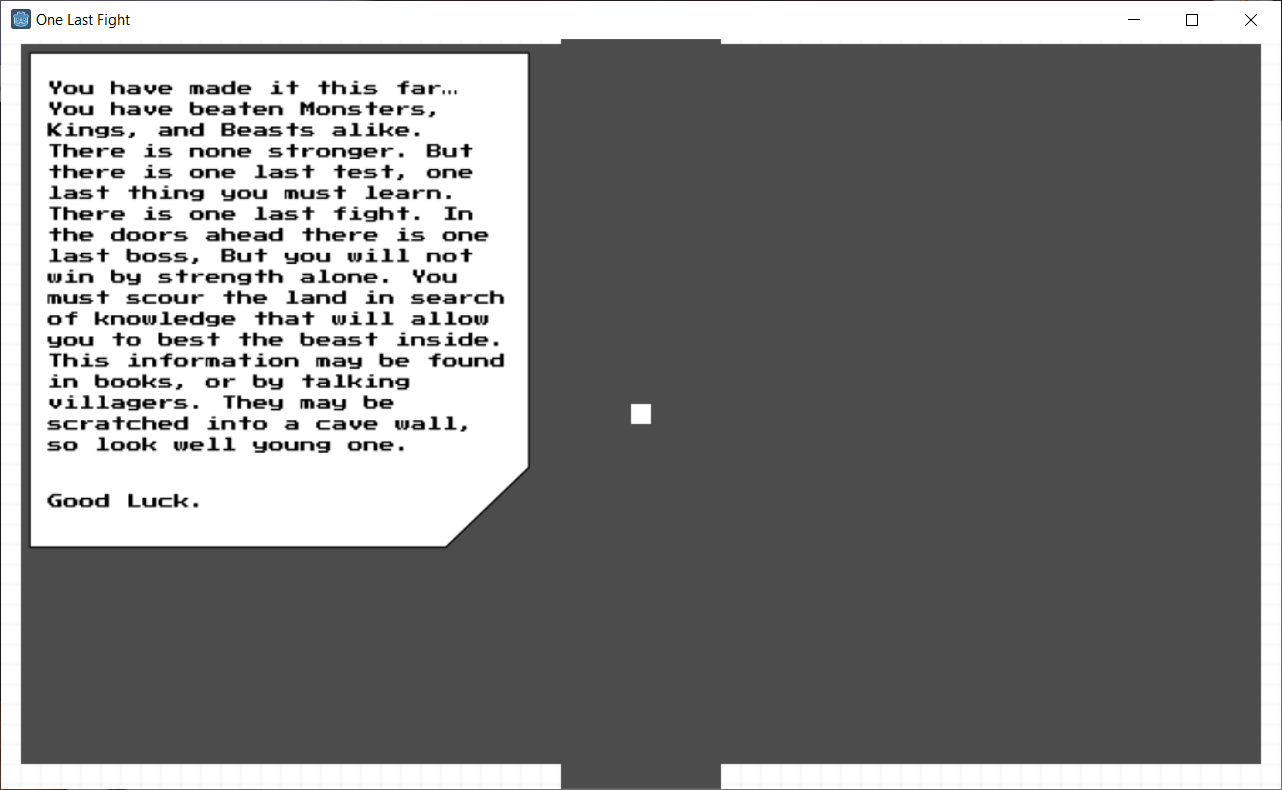 One Last Fight
You have made it this far...
You have beaten Monsters,
Kings, and Beasts alike.
There is none stronger. But
there is one last test, one
last thing you must learn.
There is one last fight. In
the doors ahead there is one
last boss, But you will not
win by strength alone. You
must scour the land in search
of knowledge that will allow
you to best the beast inside.
This information may be found
in books, or by talking
villagers. They may be
scratched into a cave wall,
so look well young one.
Good Luck.